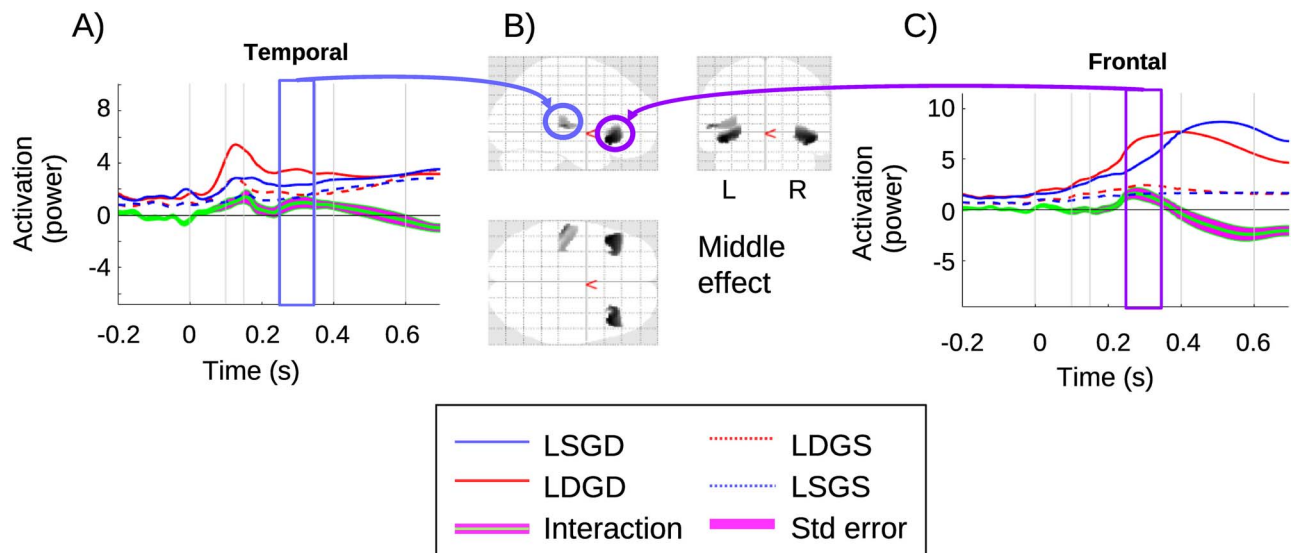 A)
Temporal
Activation
(power)
8
4
0
-4
-0.2
0
0.2
0.4
0.6
Time (s)
B)
<
<
L
R
<
Middle
effect
C)
Frontal
Activation
(power)
10
5
0
-5
-0.2
0
0.2
0.4
0.6
Time (s)
LSGD
LDGS
LDGD
LSGS
Interaction
Std error